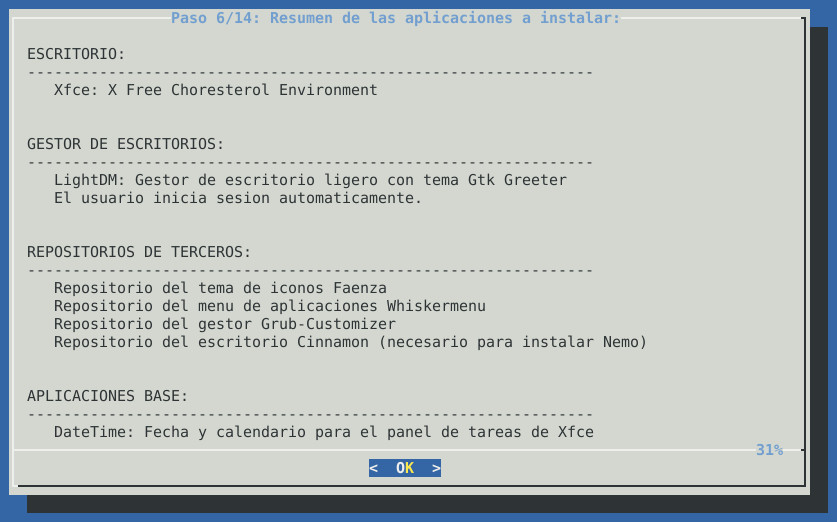 Paso 6/14: Resumen de las aplicaciones a instalar:
ESCRITORIO:
---------------------------------------------------------------
Xfce: X Free Choresterol Environment
GESTOR DE ESCRITORIOS:
---------------------------------------------------------------
LightDM: Gestor de escritorio ligero con tema Gtk Greeter
El usuario inicia sesion automaticamente.
REPOSITORIOS DE TERCEROS:
---------------------------------------------------------------
Repositorio del tema de iconos Faenza
Repositorio del menu de aplicaciones Whiskermenu
Repositorio del gestor Grub-Customizer
Repositorio del escritorio Cinnamon (necesario para instalar Nemo)
APLICACIONES BASE:
---------------------------------------------------------------
DateTime: Fecha y calendario para el panel de tareas de Xfce
31%
<  OK  >